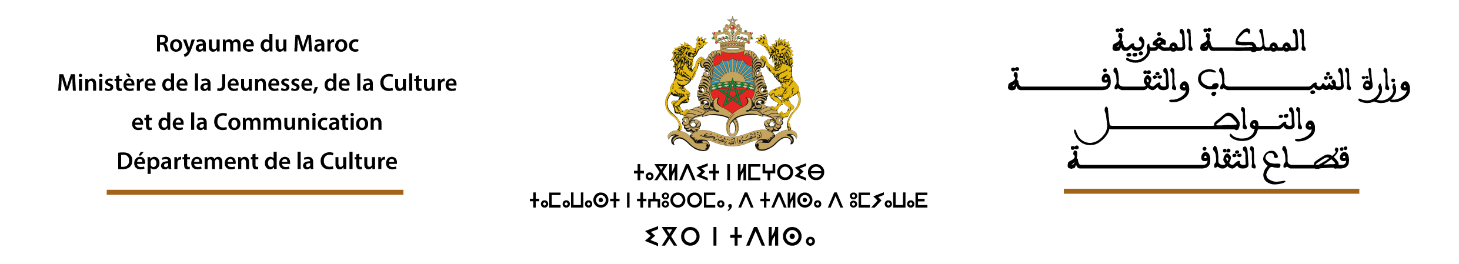 Royaume du Maroc
Ministère de la Jeunesse, de la Culture
et de la Communication
Département de la Culture
ⵜⴰⴳⵍⴷⵉⵜ ⵏ ⵍⵎⵖⵔⵉⴱ
ⵜⴰⵎⴰⵡⴰⵙⵜ ⵏ ⵜⵄⵓⵔⵔⵎⴰ, ⴷ ⵜⴷⵍⵙⴰ ⴷ ⵓⵎⵢⴰⵡⴰⴹ
ⵉⴳⵔ ⵏ ⵜⴷⵍⵙⴰ
المملكة المغربية
وزارة الشباب والثقافة
والتواصل
قطاع الثقافة